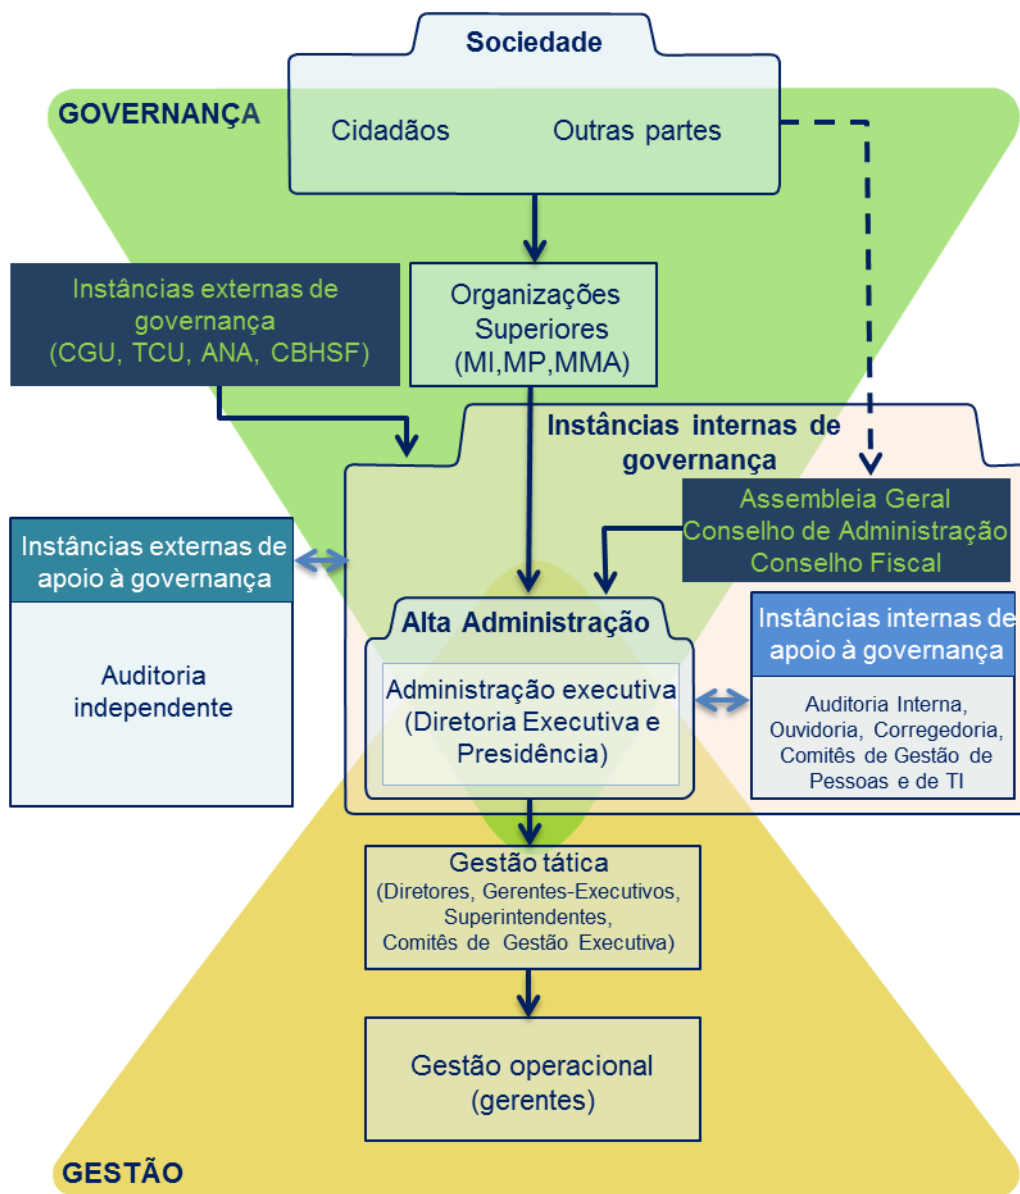 Sociedade
GOVERNANÇA
Cidadãos
Outras partes
Instâncias externas de
governança
(CGU, TCU, ANA, CBHSF)
Organizações
Superiores
(MI,MP,MMA)
Instâncias internas de
governança
Assembleia Geral
Conselho de Administração
Conselho Fiscal
Instâncias externas de
apoio à governança
Auditoria
independente
Alta Administração
Administração executiva
(Diretoria Executiva e
Presidência)
Instâncias internas de
apoio à governança
Auditoria Interna,
Ouvidoria, Corregedoria,
Comitês de Gestão de
Pessoas e de TI
Gestão tática
(Diretores, Gerentes-Executivos,
Superintendentes,
Comitês de Gestão Executiva)
Gestão operacional
(gerentes)
GESTÃO